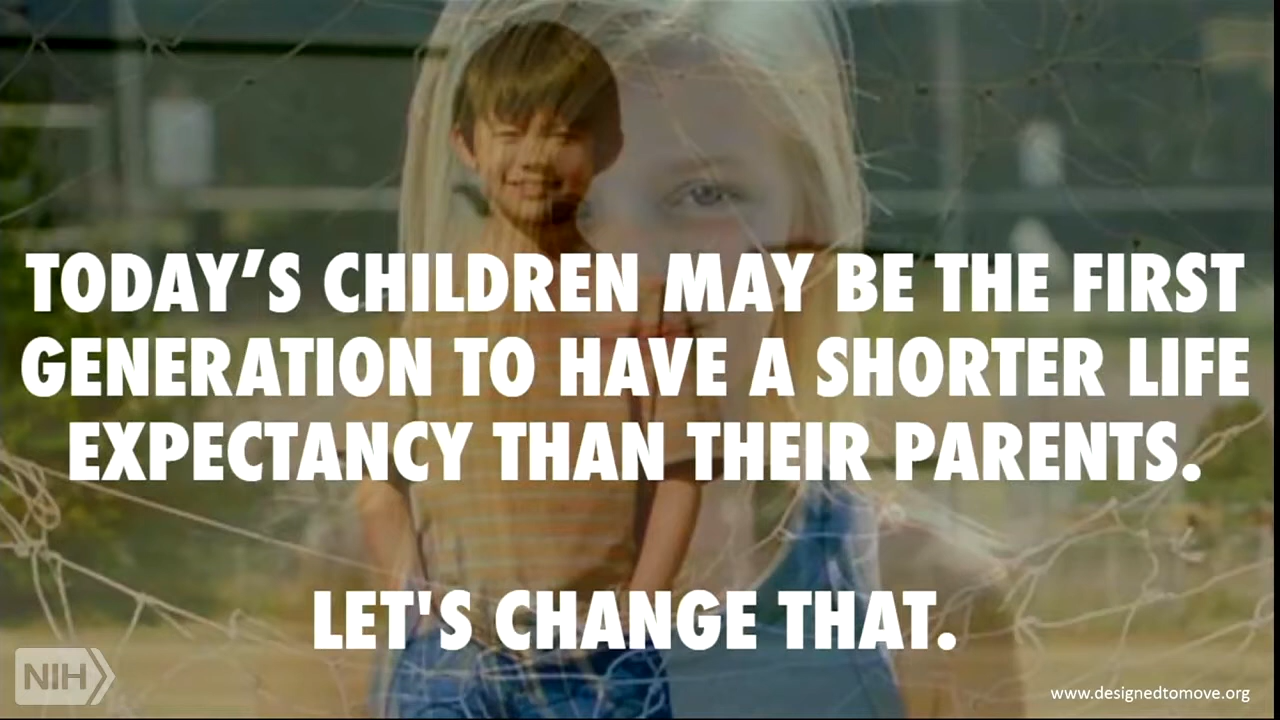 TODAY’S CHILDREN MAY BE THE FIRST
GENERATION TO HAVE A SHORTER LIFE
EXPECTANCY THAN THEIR PARENTS.
LET'S CHANGE THAT.
NIH
www.designedtomove.org